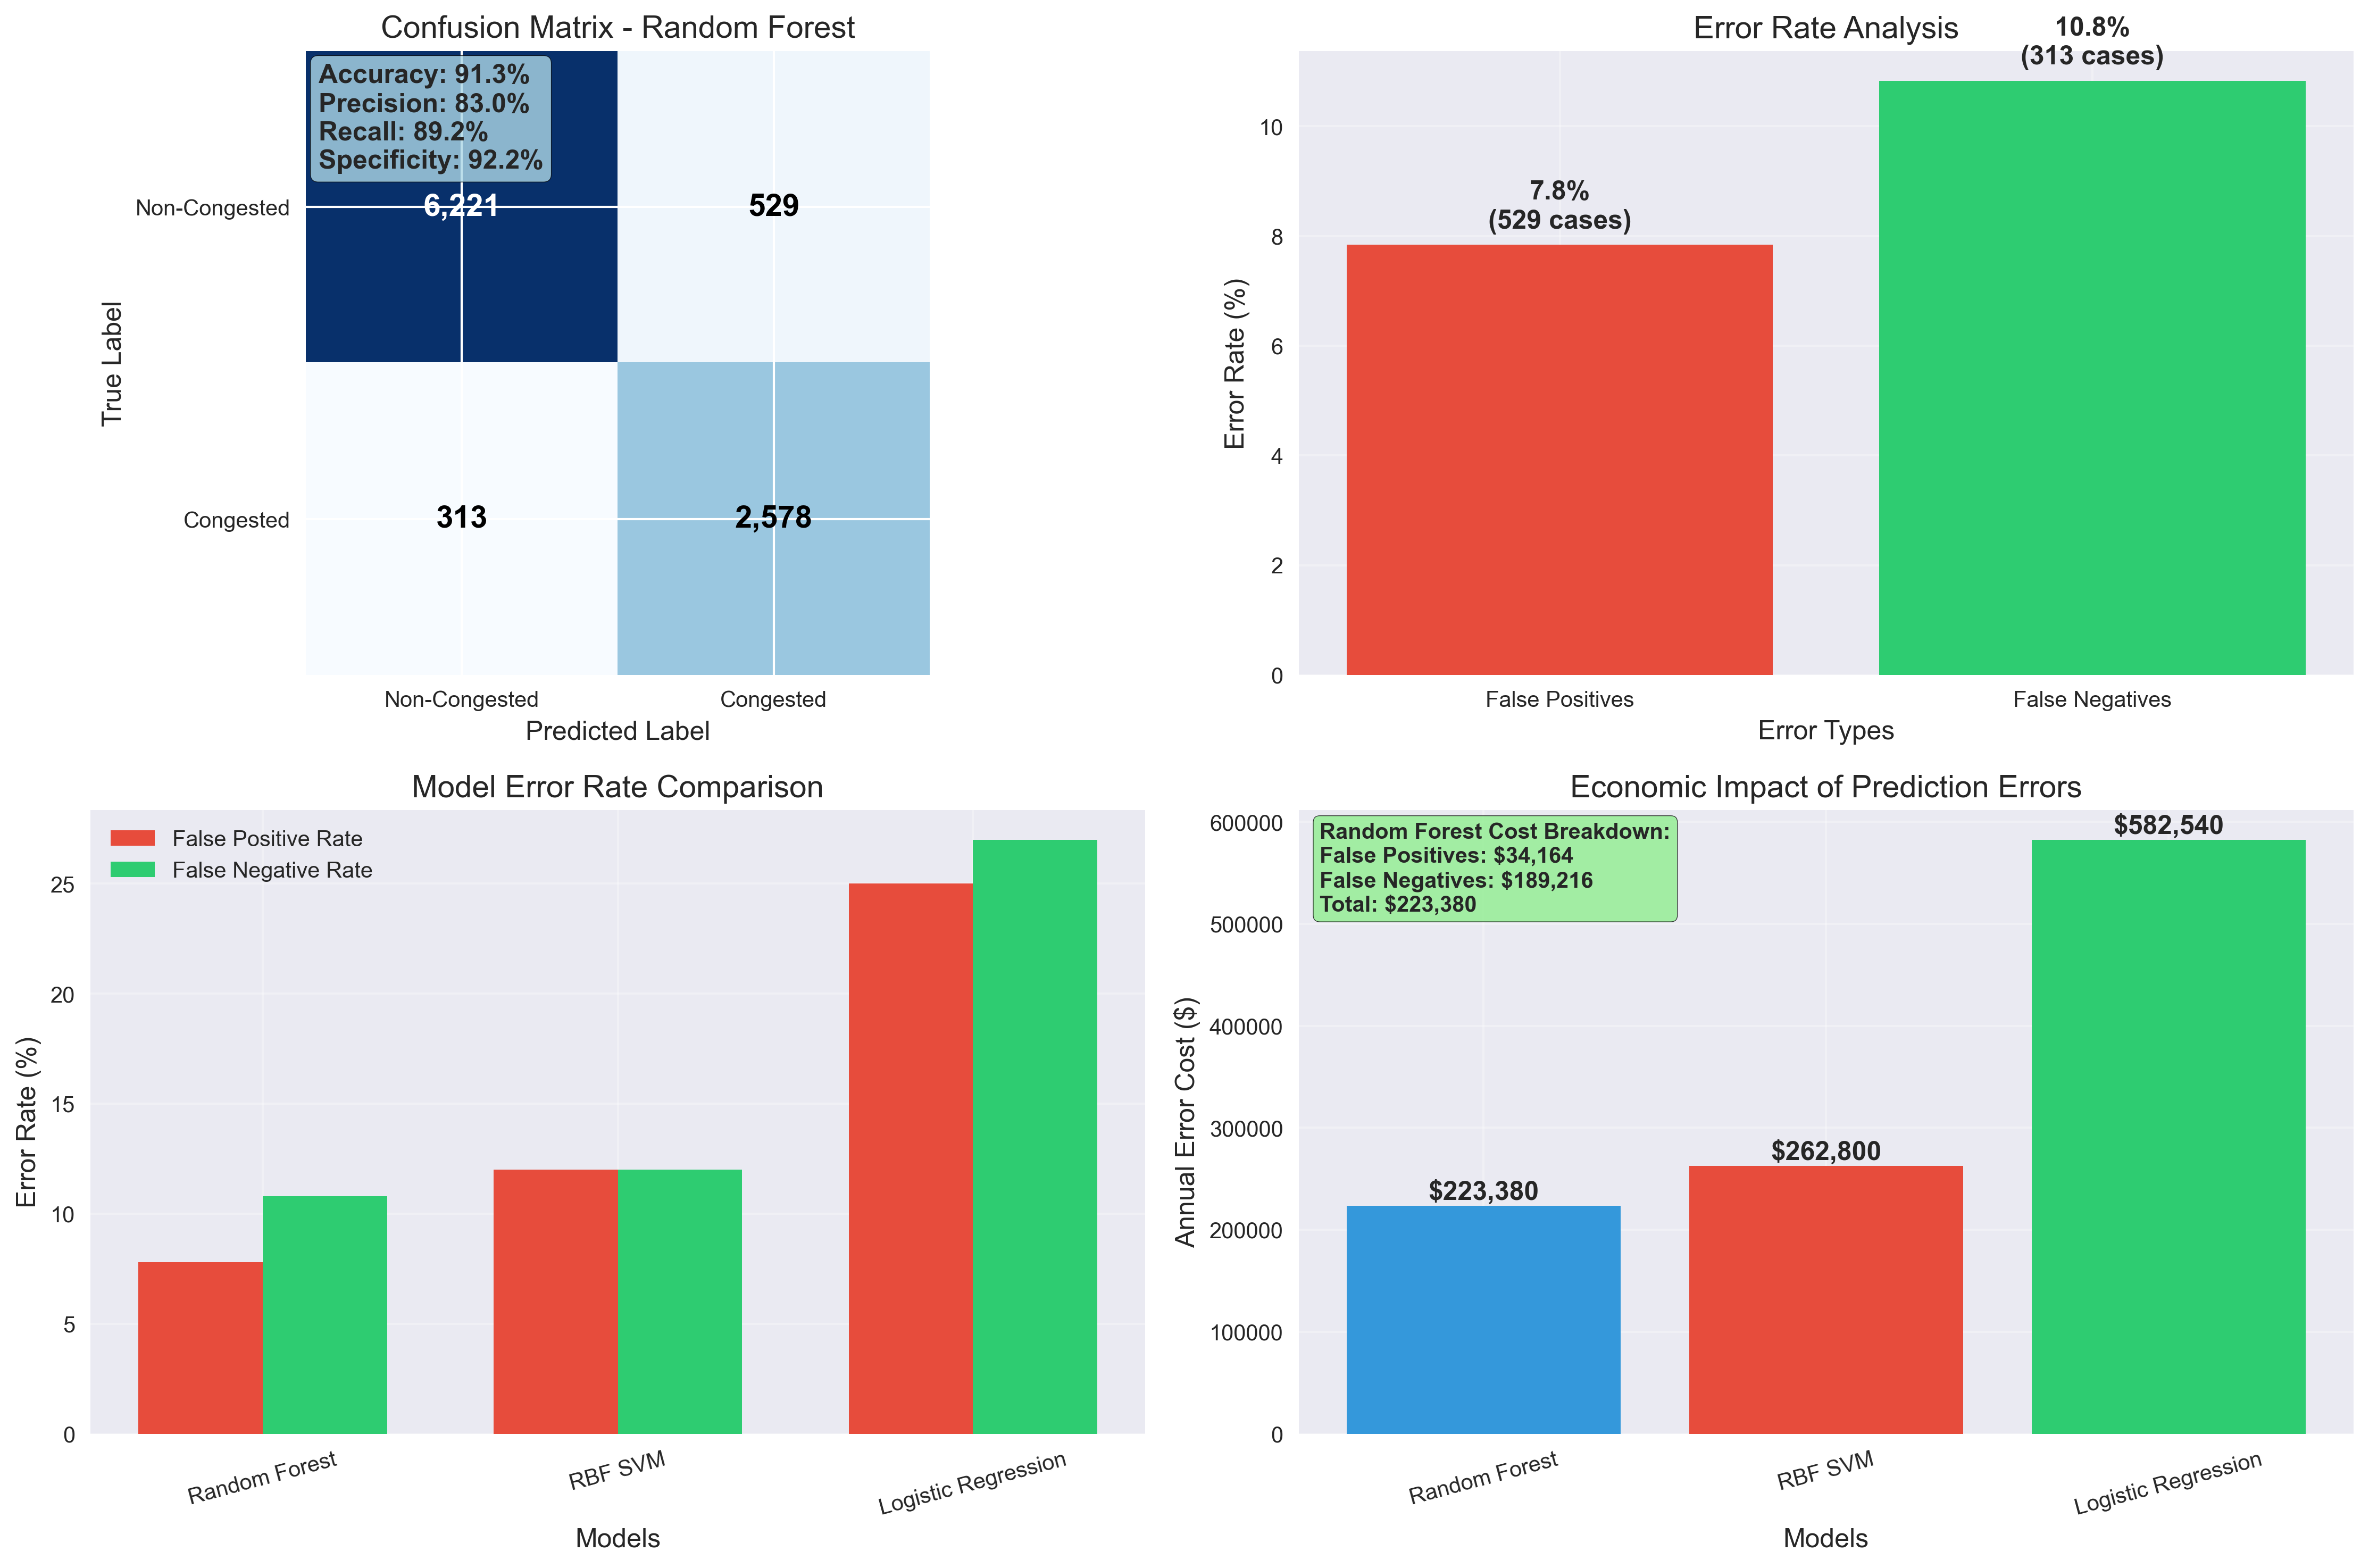 Confusion Matrix - Random Forest
Accuracy: 91.3%
Precision: 83.0%
Recall: 89.2%
Specificity: 92.2%
6,221
529
313
2,578
Non-Congested
Congested
True Label
Non-Congested
Congested
Predicted Label
Error Rate Analysis
10.8%
(313 cases)
7.8%
(529 cases)
10
8
6
4
2
0
Error Rate (%)
False Positives
False Negatives
Error Types
Model Error Rate Comparison
False Positive Rate
False Negative Rate
25
20
15
10
5
0
Error Rate (%)
Random Forest
RBF SVM
Logistic Regression
Models
Economic Impact of Prediction Errors
Random Forest Cost Breakdown:
False Positives: $34,164
False Negatives: $189,216
Total: $223,380
$223,380
$262,800
$582,540
600000
500000
400000
300000
200000
100000
0
Annual Error Cost ($)
Random Forest
RBF SVM
Logistic Regression
Models